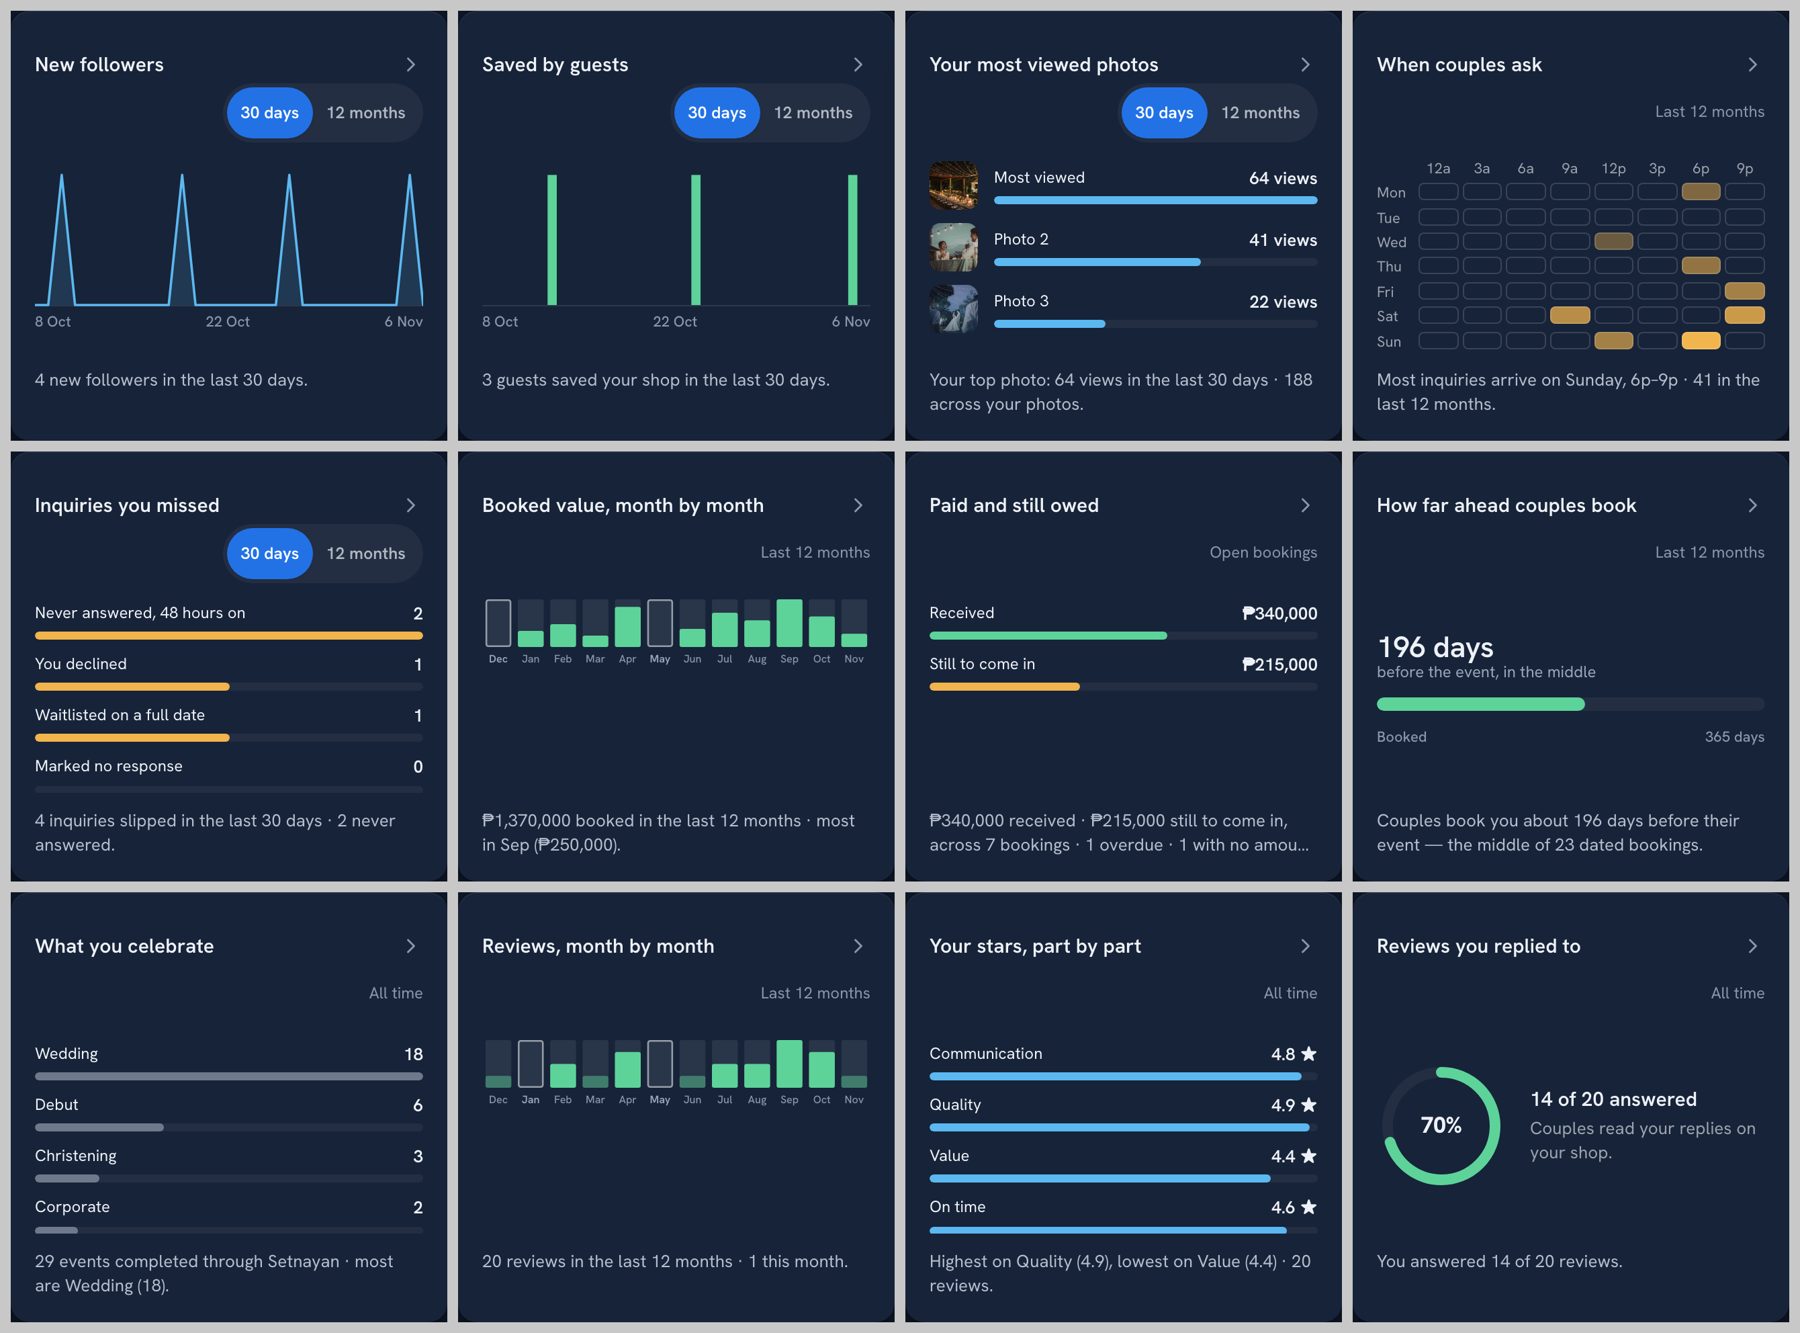 New followers
30 days 12 months
8 Oct 22 Oct 6 Nov
4 new followers in the last 30 days.
Saved by guests
30 days 12 months
8 Oct 22 Oct 6 Nov
3 guests saved your shop in the last 30 days.
Your most viewed photos
30 days 12 months
Most viewed 64 views
Photo 2 41 views
Photo 3 22 views
Your top photo: 64 views in the last 30 days · 188
across your photos.
When couples ask
Last 12 months
12a 3a 6a 9a 12p 3p 6p 9p
Mon
Tue
Wed
Thu
Fri
Sat
Sun
Most inquiries arrive on Sunday, 6p–9p · 41 in the
last 12 months.
Inquiries you missed
30 days 12 months
Never answered, 48 hours on 2
You declined 1
Waitlisted on a full date 1
Marked no response 0
4 inquiries slipped in the last 30 days · 2 never
answered.
Booked value, month by month
Last 12 months
Dec Jan Feb Mar Apr May Jun Jul Aug Sep Oct Nov
₱1,370,000 booked in the last 12 months · most
in Sep (₱250,000).
Paid and still owed
Open bookings
Received ₱340,000
Still to come in ₱215,000
₱340,000 received · ₱215,000 still to come in,
across 7 bookings · 1 overdue · 1 with no amou...
How far ahead couples book
Last 12 months
196 days
before the event, in the middle
Booked 365 days
Couples book you about 196 days before their
event — the middle of 23 dated bookings.
What you celebrate
All time
Wedding 18
Debut 6
Christening 3
Corporate 2
29 events completed through Setnayan · most
are Wedding (18).
Reviews, month by month
Last 12 months
Dec Jan Feb Mar Apr May Jun Jul Aug Sep Oct Nov
20 reviews in the last 12 months · 1 this month.
Your stars, part by part
All time
Communication 4.8 ★
Quality 4.9 ★
Value 4.4 ★
On time 4.6 ★
Highest on Quality (4.9), lowest on Value (4.4) · 20
reviews.
Reviews you replied to
All time
70%
14 of 20 answered
Couples read your replies on
your shop.
You answered 14 of 20 reviews.